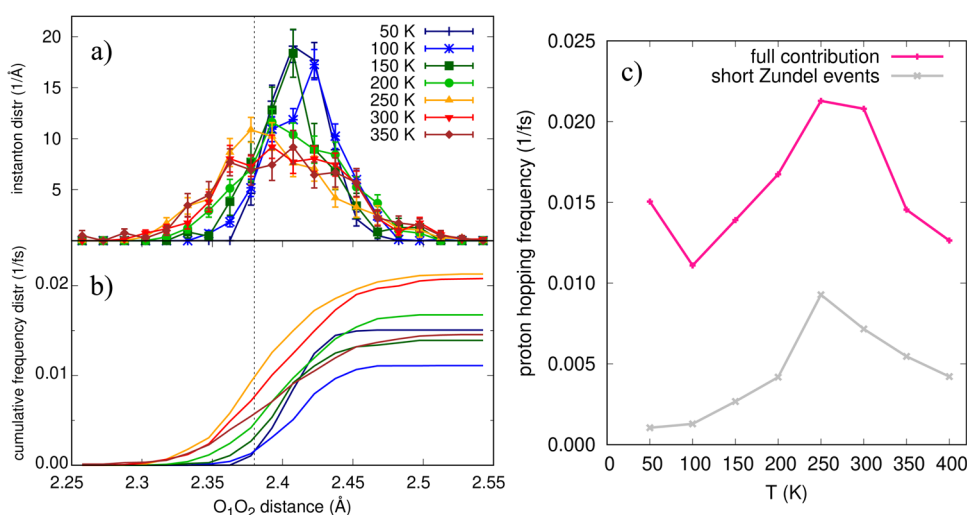 a)
instanton distr (1/Å)
20
15
10
5
50 K
100 K
150 K
200 K
250 K
300 K
350 K
b)
cumulative frequency distr (1/fs)
0.02
0.01
0.00
2.25 2.3 2.35 2.4 2.45 2.5 2.55
O₁O₂ distance (Å)
c)
full contribution
short Zundel events
proton hopping frequency (1/fs)
0.025
0.020
0.015
0.010
0.005
0.000
50 100 150 200 250 300 350 400
T (K)